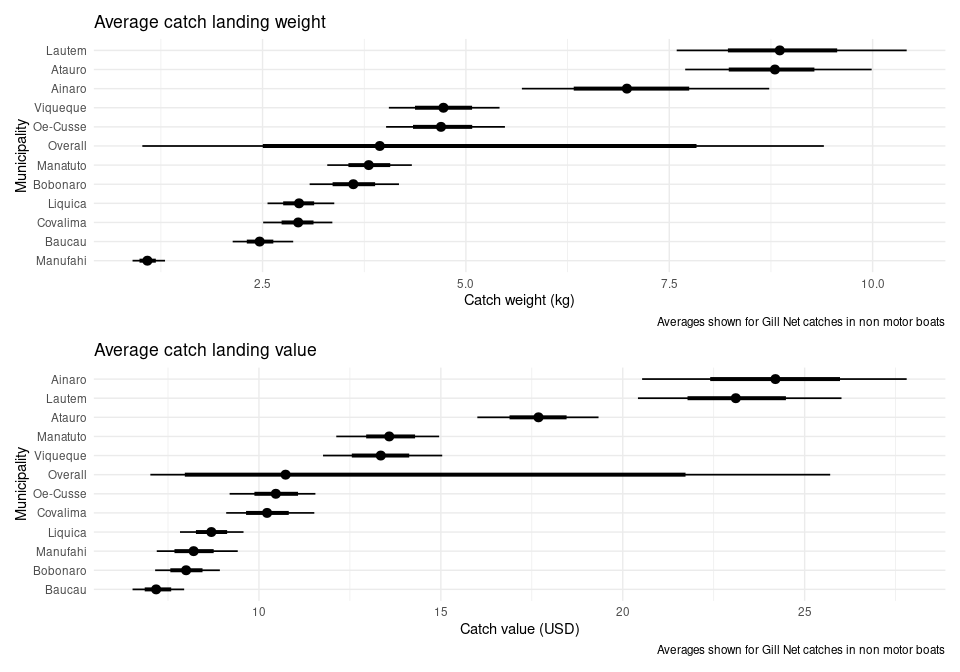 Average catch landing weight
Municipality
Lautem
Atauro
Ainaro
Viqueque
Oe-Cusse
Overall
Manatuto
Bobonaro
Liquica
Covalima
Baucau
Manufahi
2.5 5.0 7.5 10.0
Catch weight (kg)
Averages shown for Gill Net catches in non motor boats
Average catch landing value
Municipality
Ainaro
Lautem
Atauro
Manatuto
Viqueque
Overall
Oe-Cusse
Covalima
Liquica
Manufahi
Bobonaro
Baucau
10 15 20 25
Catch value (USD)
Averages shown for Gill Net catches in non motor boats